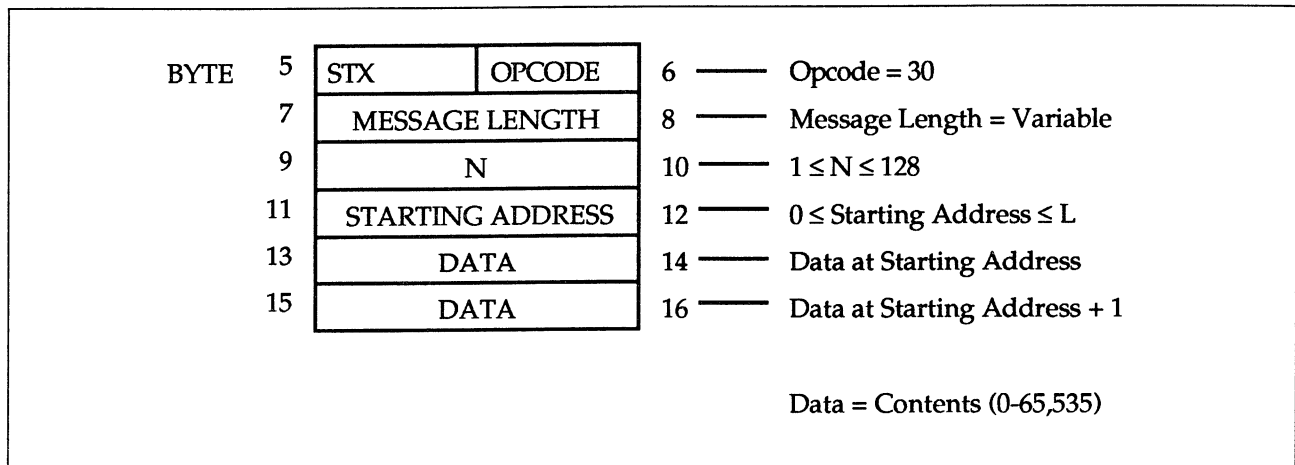 BYTE 5 STX OPCODE 6 Opcode = 30
7 MESSAGE LENGTH 8 Message Length = Variable
9 N 10 1 ≤ N ≤ 128
11 STARTING ADDRESS 12 0 ≤ Starting Address ≤ L
13 DATA 14 Data at Starting Address
15 DATA 16 Data at Starting Address + 1
Data = Contents (0-65,535)